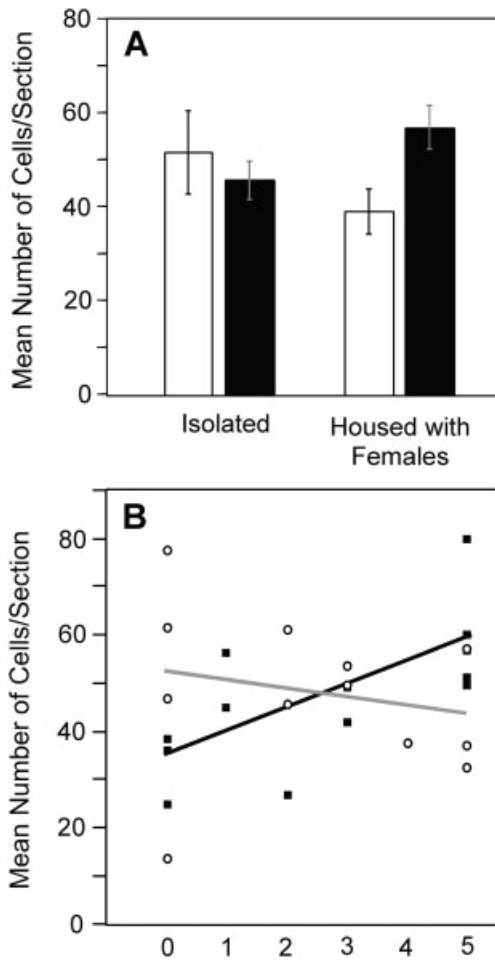 A
Mean Number of Cells/Section
80
60
40
20
0
Isolated
Housed with
Females
B
Mean Number of Cells/Section
80
60
40
20
0
0 1 2 3 4 5